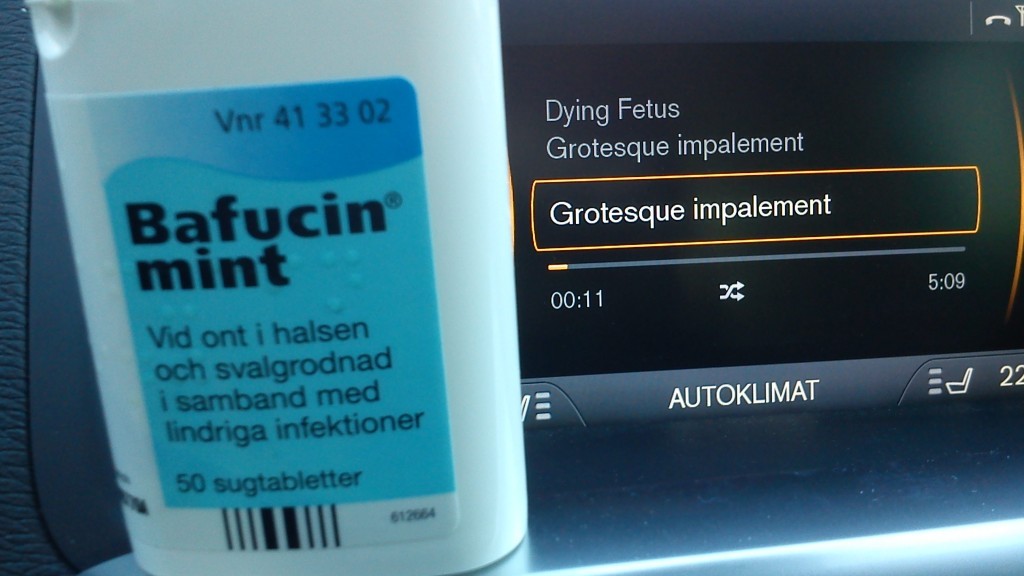 Vnr 41 33 02
Bafucin®
mint
Vid ont i halsen
och svalgrodnad
i samband med
lindriga infektioner
50 sugtabletter
612664
Dying Fetus
Grotesque impalement
Grotesque impalement
00:11
5:09
AUTOKLIMAT
22